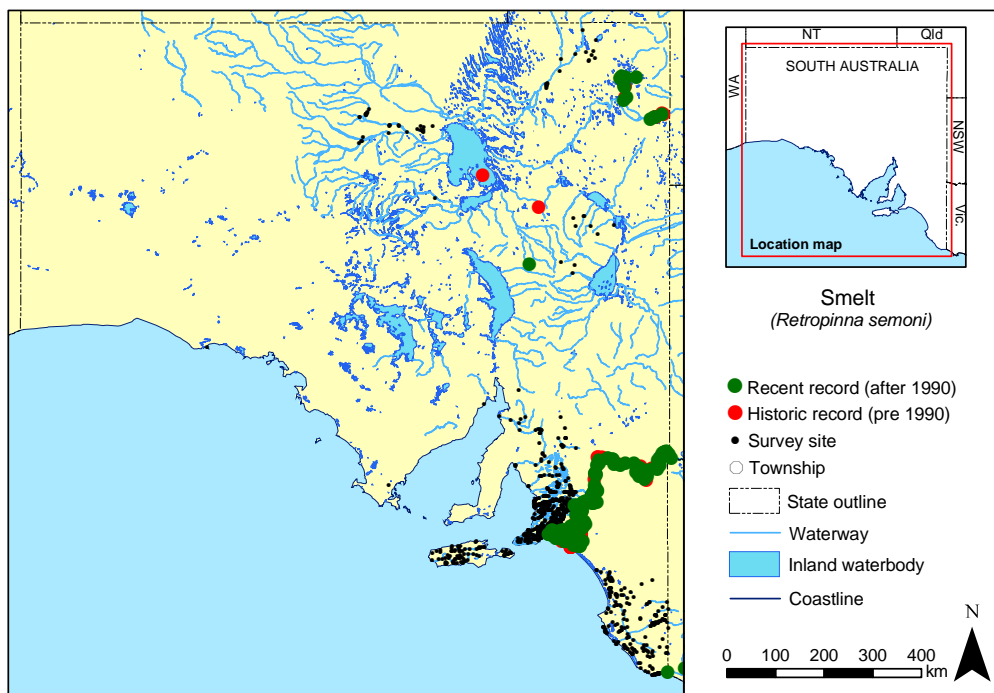 NT
Qld
SOUTH AUSTRALIA
WA
NSW
Vic.
Location map
Smelt
(Retropinna semoni)
Recent record (after 1990)
Historic record (pre 1990)
Survey site
Township
State outline
Waterway
Inland waterbody
Coastline
N
0 100 200 300 400
km